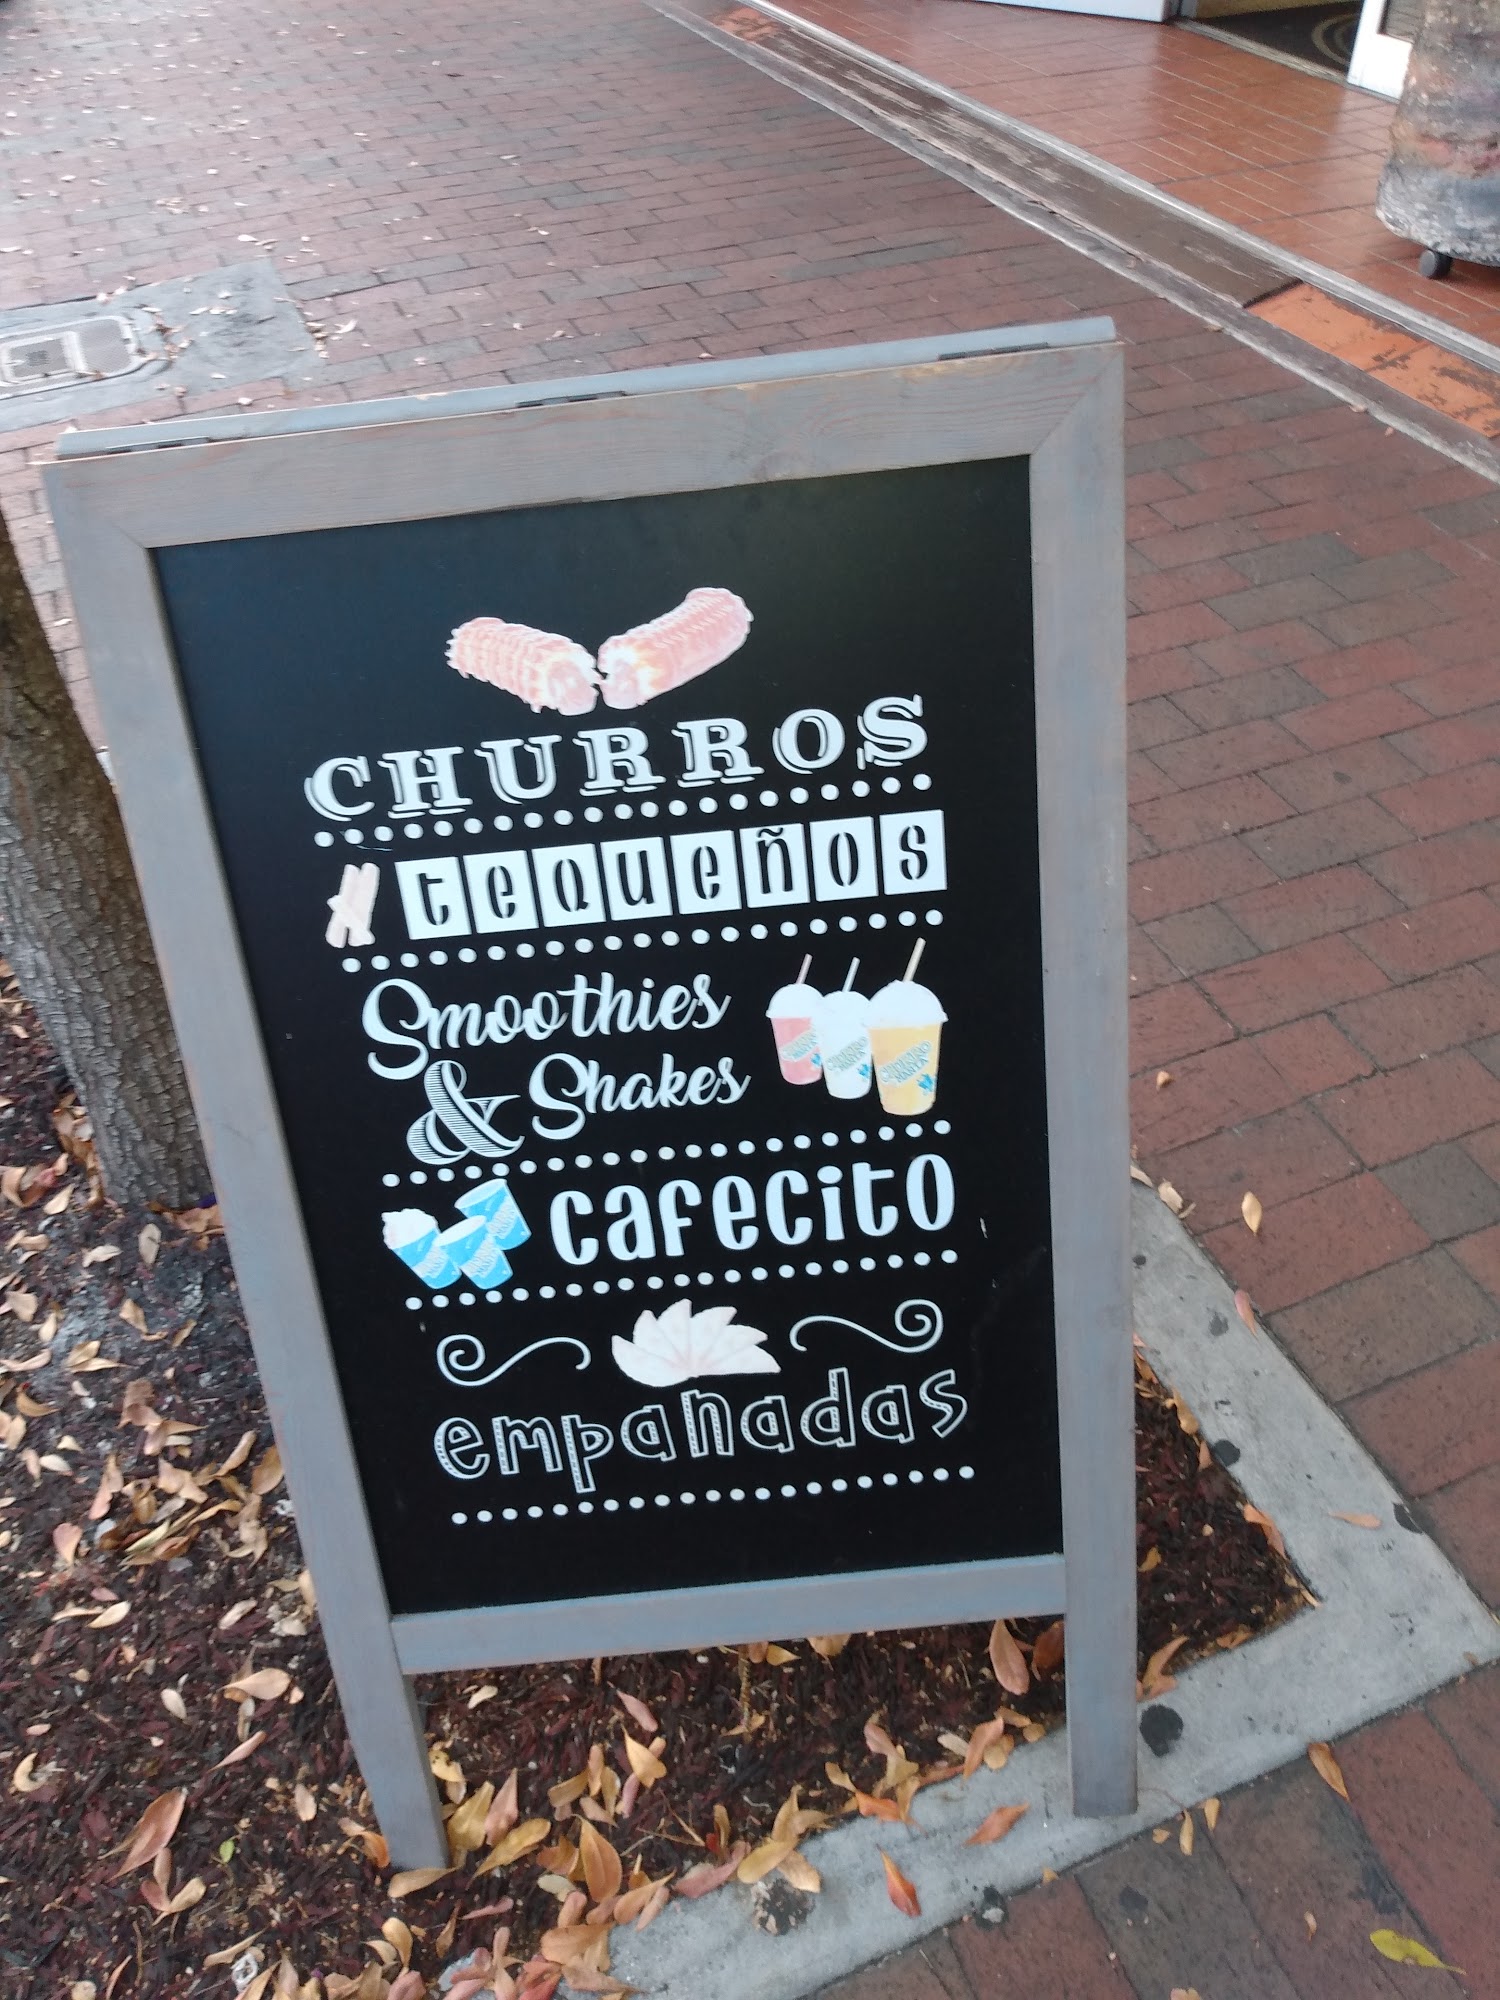 CHURROS
tequeños
Smoothies
& Shakes
cafecito
empanadas